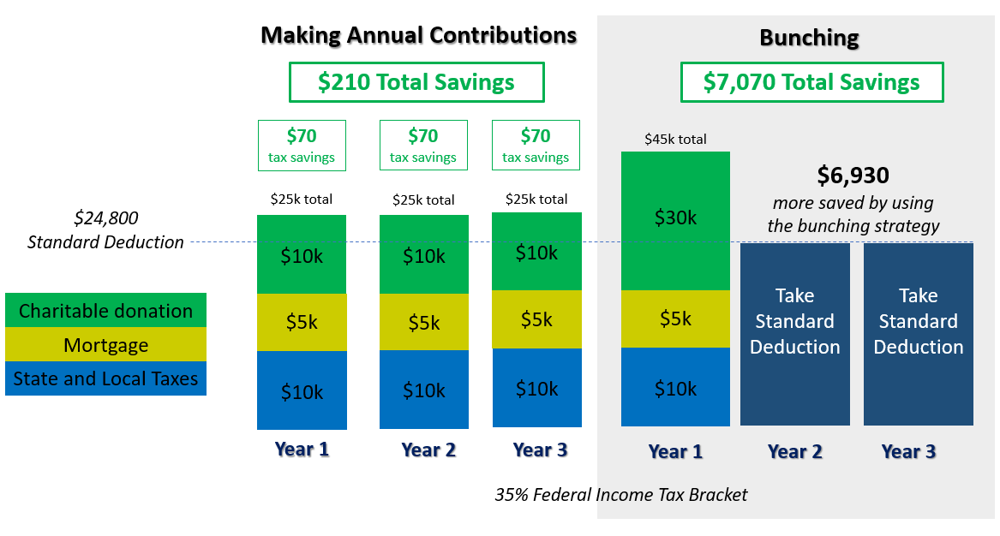 Making Annual Contributions
$210 Total Savings
$70
tax savings
$70
tax savings
$70
tax savings
$25k total
$25k total
$25k total
$24,800
Standard Deduction
$10k
$10k
$10k
Charitable donation
Mortgage
State and Local Taxes
$5k
$5k
$5k
$10k
$10k
$10k
Year 1
Year 2
Year 3
Bunching
$7,070 Total Savings
$45k total
$30k
$5k
$10k
$6,930
more saved by using
the bunching strategy
Take
Standard
Deduction
Take
Standard
Deduction
Year 1
Year 2
Year 3
35% Federal Income Tax Bracket